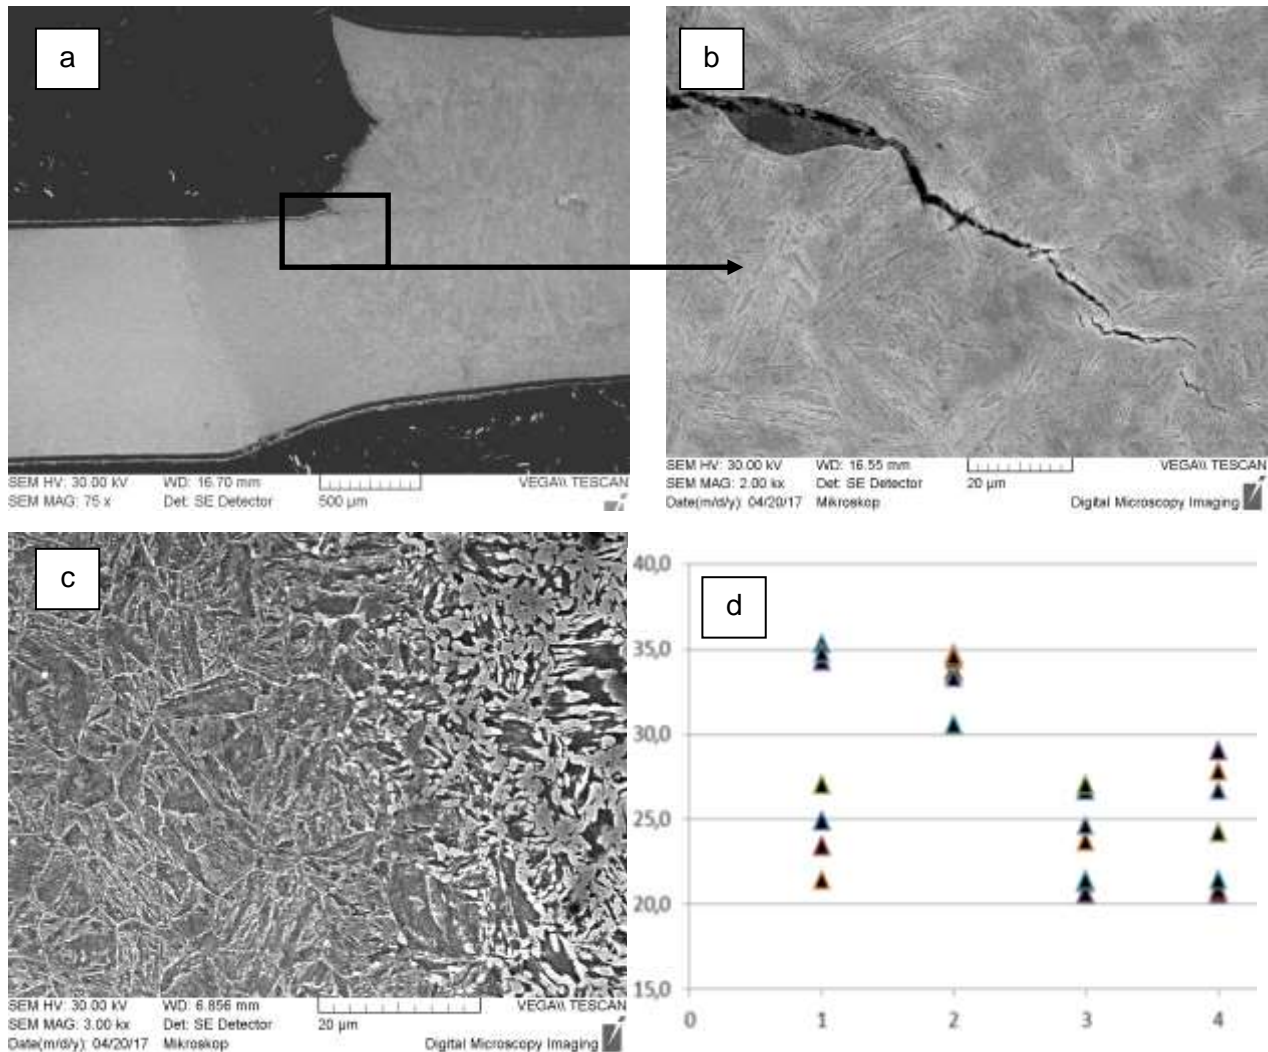 a
SEM HV: 30.00 kV WD: 16.70 mm VEGA\\ TESCAN
SEM MAG: 75 x Det: SE Detector 500 µm
b
SEM HV: 30.00 kV WD: 16.55 mm VEGA\\ TESCAN
SEM MAG: 2.00 kx Det: SE Detector 20 µm
Date(m/d/y): 04/20/17 Mikroskop Digital Microscopy Imaging
c
SEM HV: 30.00 kV WD: 6.856 mm VEGA\\ TESCAN
SEM MAG: 3.00 kx Det: SE Detector 20 µm
Date(m/d/y): 04/20/17 Mikroskop Digital Microscopy Imaging
d
40,0
35,0
30,0
25,0
20,0
15,0
0 1 2 3 4